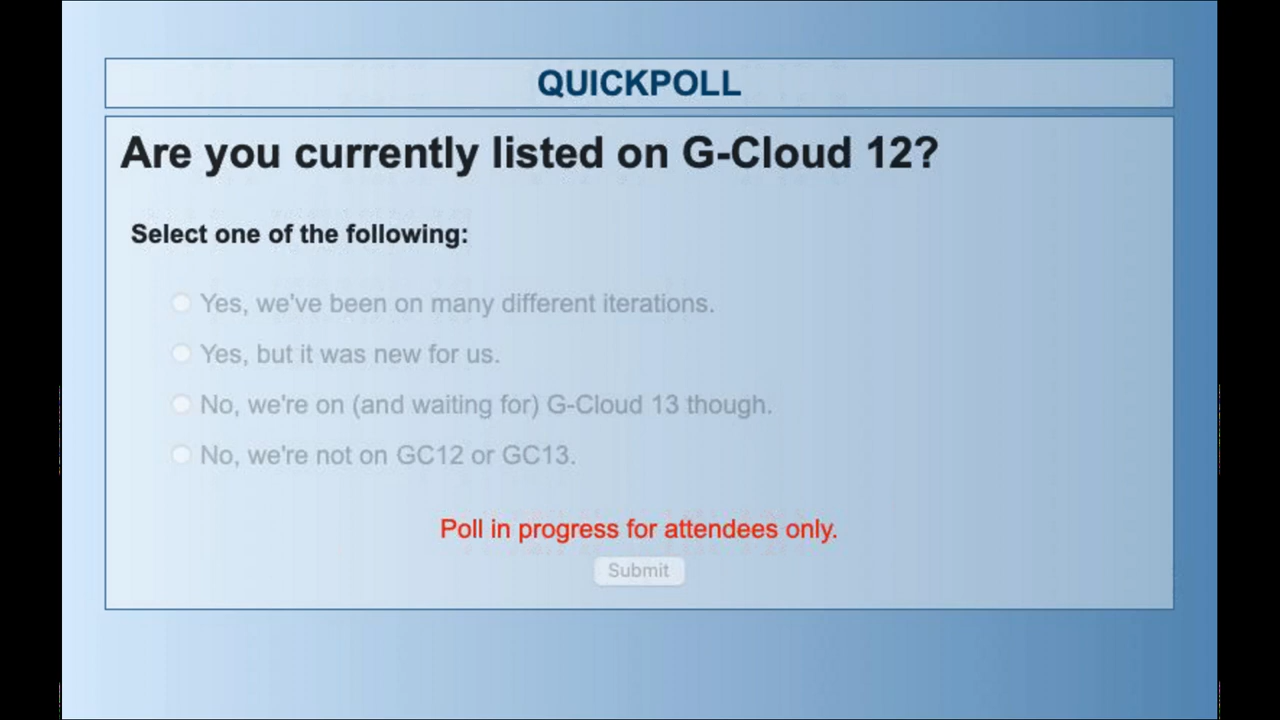 QUICKPOLL
Are you currently listed on G-Cloud 12?
Select one of the following:
Yes, we've been on many different iterations.
Yes, but it was new for us.
No, we're on (and waiting for) G-Cloud 13 though.
No, we're not on GC12 or GC13.
Poll in progress for attendees only.
Submit